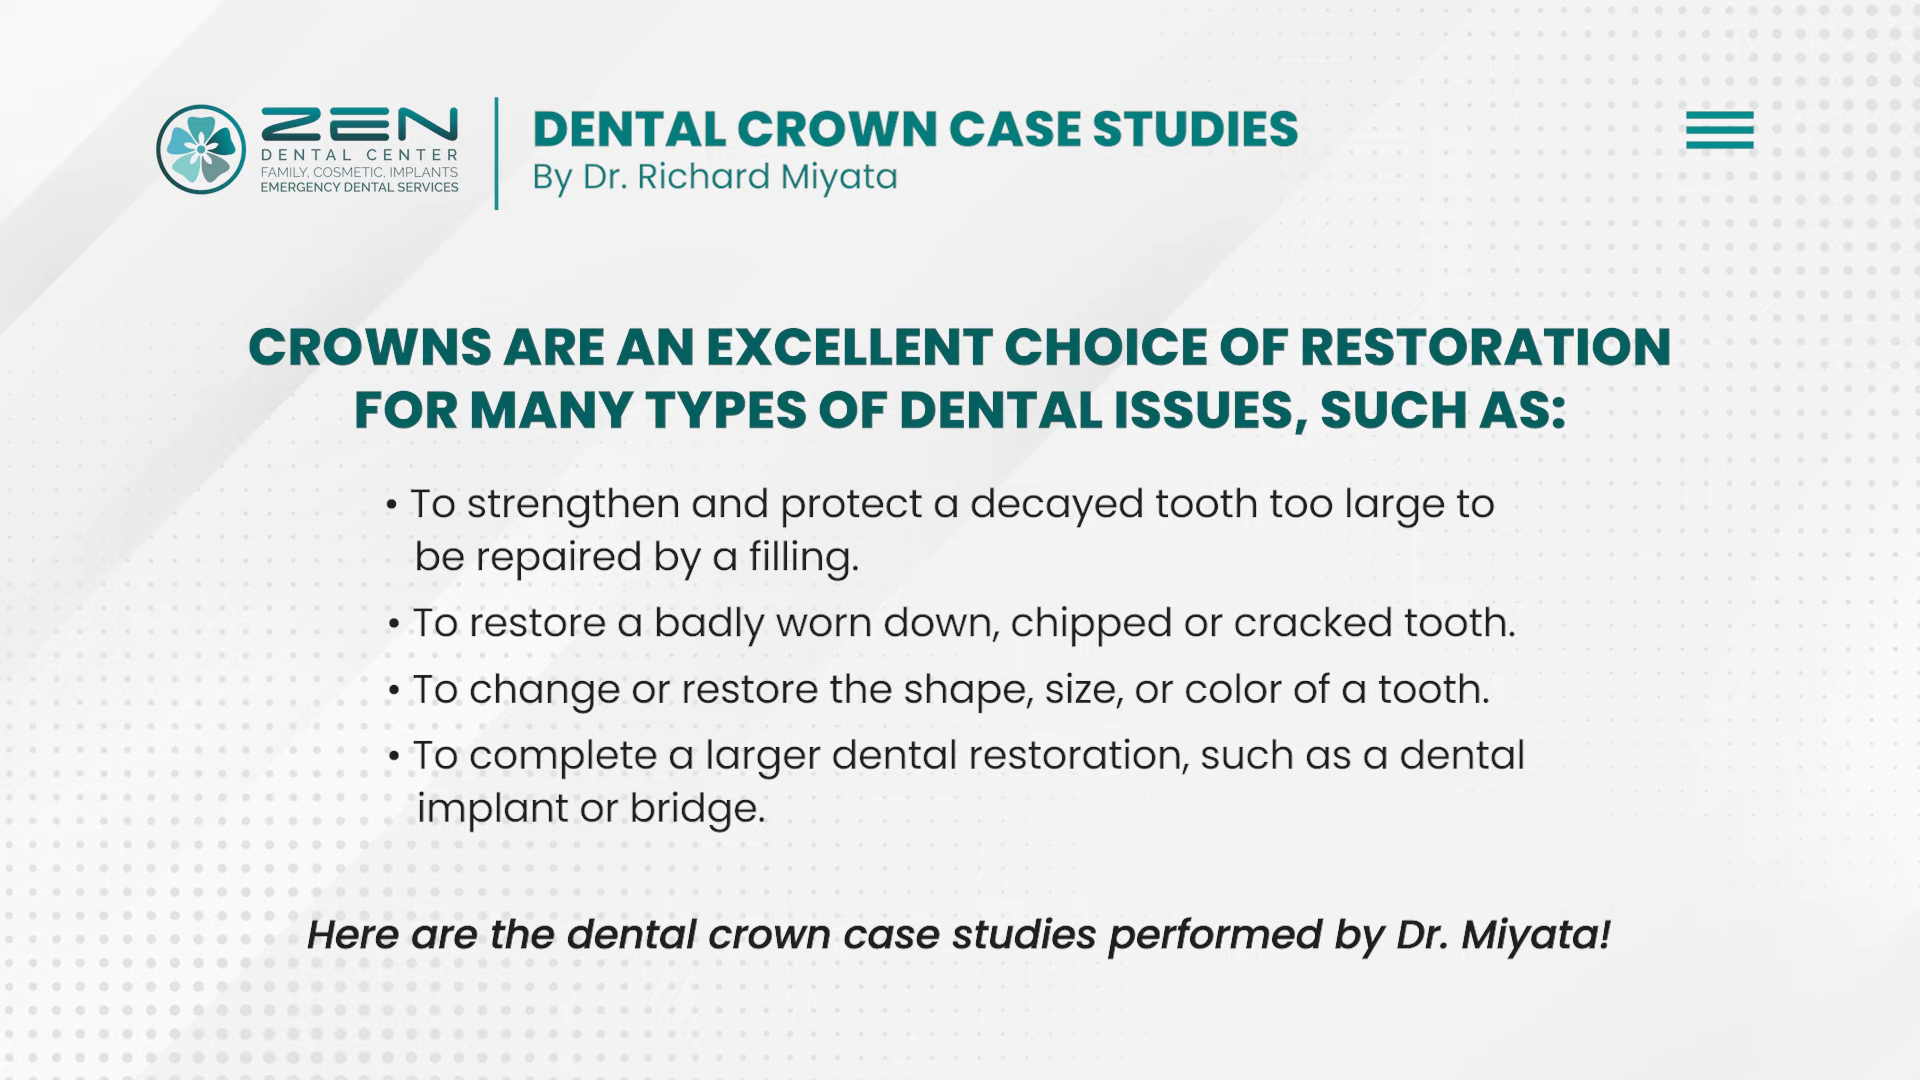 ZEN
DENTAL CENTER
FAMILY, COSMETIC, IMPLANTS
EMERGENCY DENTAL SERVICES
DENTAL CROWN CASE STUDIES
By Dr. Richard Miyata
CROWNS ARE AN EXCELLENT CHOICE OF RESTORATION
FOR MANY TYPES OF DENTAL ISSUES, SUCH AS:
• To strengthen and protect a decayed tooth too large to
be repaired by a filling.
• To restore a badly worn down, chipped or cracked tooth.
• To change or restore the shape, size, or color of a tooth.
• To complete a larger dental restoration, such as a dental
implant or bridge.
Here are the dental crown case studies performed by Dr. Miyata!